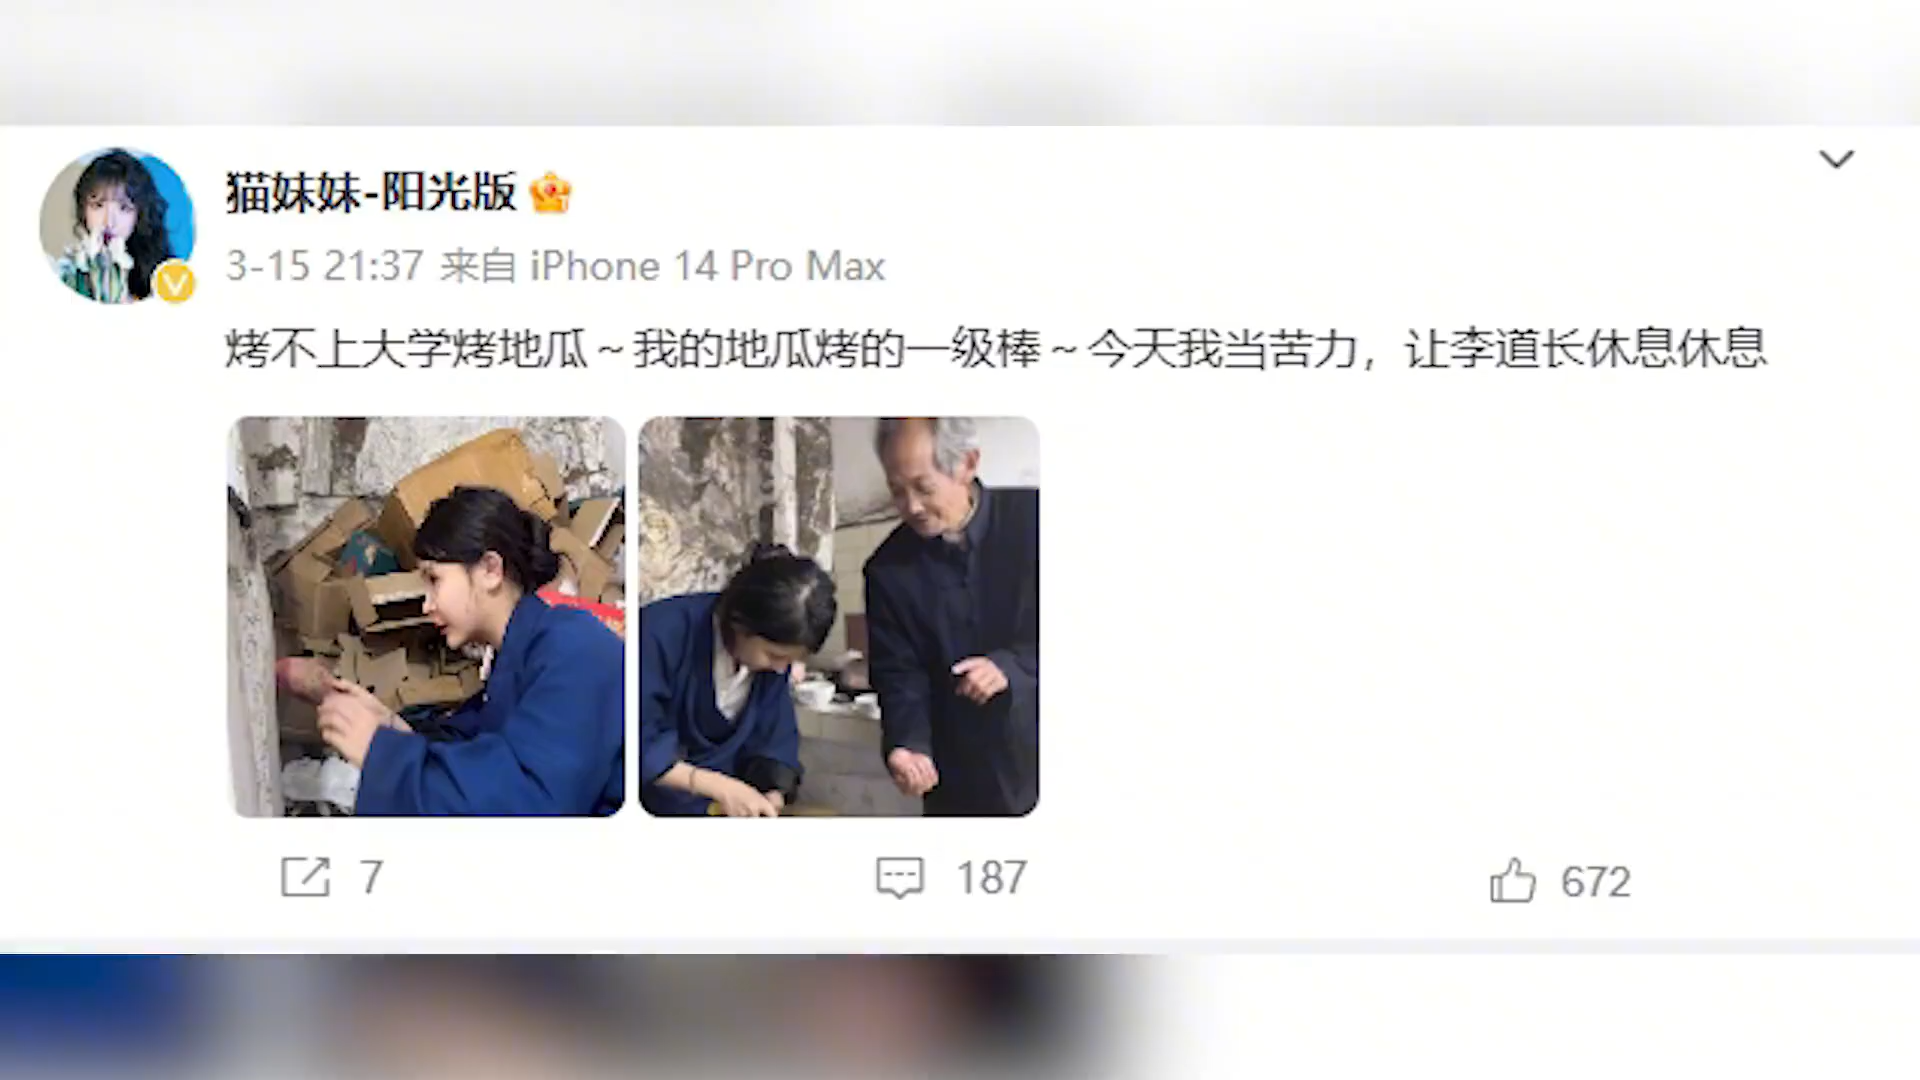 猫妹妹-阳光版
3-15 21:37 来自 iPhone 14 Pro Max
烤不上大学烤地瓜～我的地瓜烤的一级棒～今天我当苦力，让李道长休息休息
7
187
672